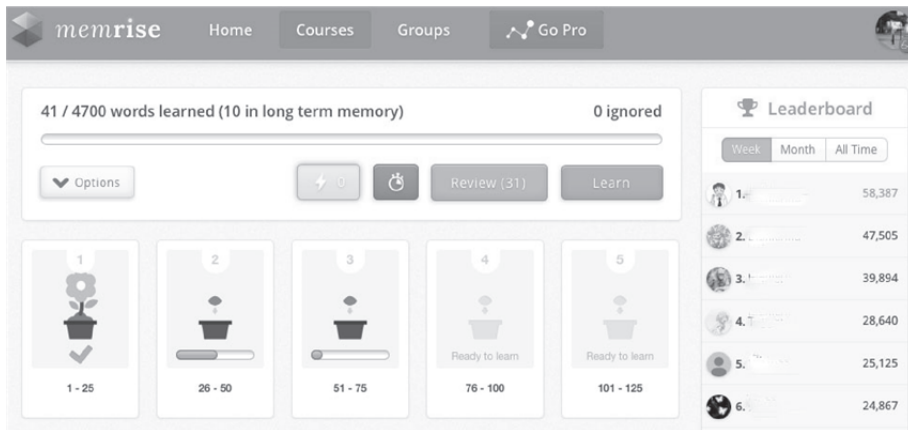 memrise Home Courses Groups Go Pro
41 / 4700 words learned (10 in long term memory) 0 ignored
Options 0 Review (31) Learn
1 2 3 4 5
Ready to learn Ready to learn
1 - 25 26 - 50 51 - 75 76 - 100 101 - 125
Leaderboard
Week Month All Time
1. 58,387
2. 47,505
3. 39,894
4. 28,640
5. 25,125
6. 24,867